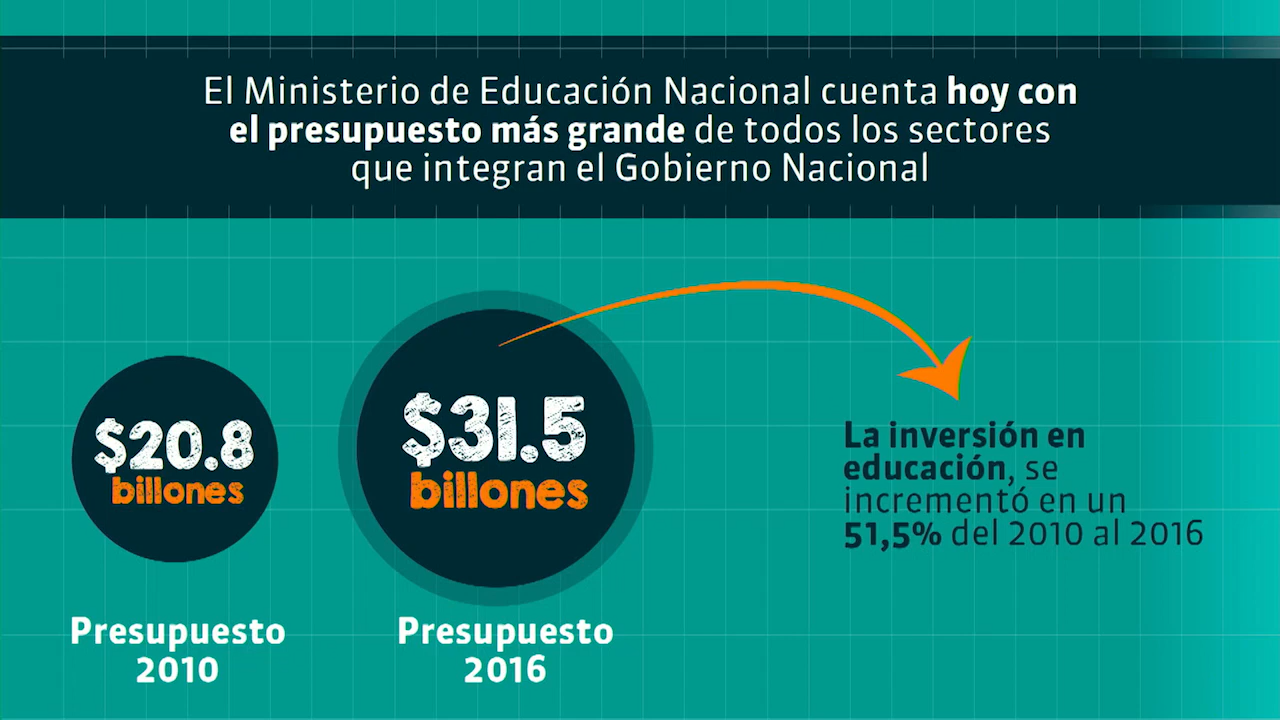 El Ministerio de Educación Nacional cuenta hoy con
el presupuesto más grande de todos los sectores
que integran el Gobierno Nacional
$20.8
billones
Presupuesto
2010
$31.5
billones
Presupuesto
2016
La inversión en
educación, se
incrementó en un
51,5% del 2010 al 2016